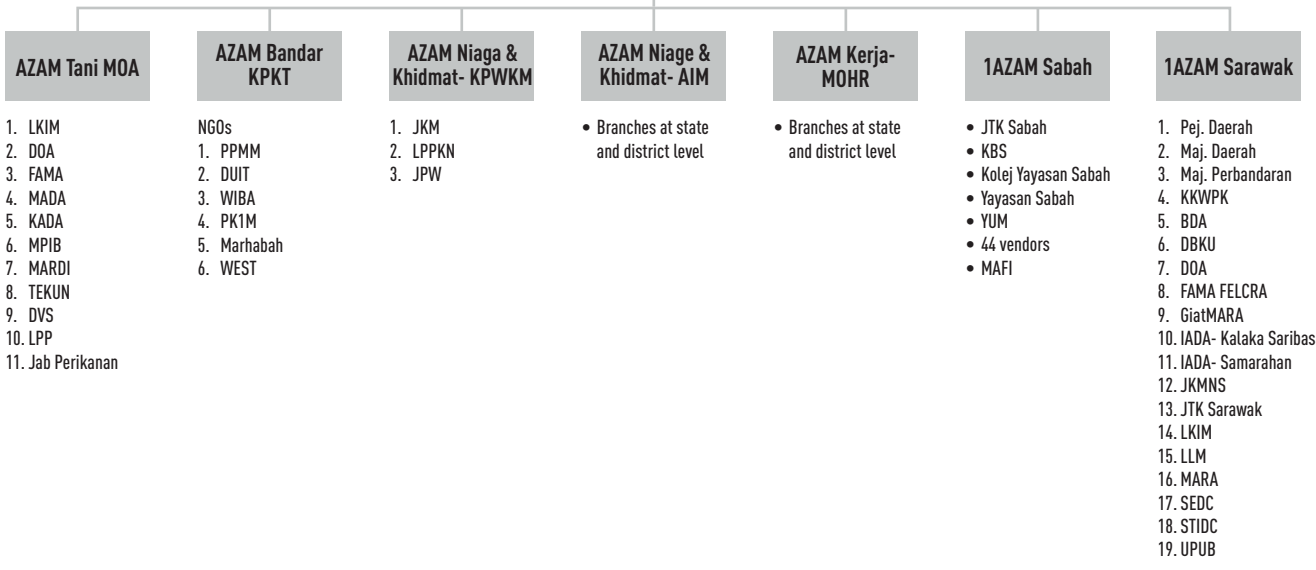 AZAM Tani MOA
1. LKIM
2. DOA
3. FAMA
4. MADA
5. KADA
6. MPIB
7. MARDI
8. TEKUN
9. DVS
10. LPP
11. Jab Perikanan
AZAM Bandar
KPKT
NGOs
1. PPMM
2. DUIT
3. WIBA
4. PK1M
5. Marhabah
6. WEST
AZAM Niaga &
Khidmat- KPWKM
1. JKM
2. LPPKN
3. JPW
AZAM Niage &
Khidmat- AIM
• Branches at state
and district level
AZAM Kerja-
MOHR
• Branches at state
and district level
1AZAM Sabah
• JTK Sabah
• KBS
• Kolej Yayasan Sabah
• Yayasan Sabah
• YUM
• 44 vendors
• MAFI
1AZAM Sarawak
1. Pej. Daerah
2. Maj. Daerah
3. Maj. Perbandaran
4. KKWPK
5. BDA
6. DBKU
7. DOA
8. FAMA FELCRA
9. GiatMARA
10. IADA- Kalaka Saribas
11. IADA- Samarahan
12. JKMNS
13. JTK Sarawak
14. LKIM
15. LLM
16. MARA
17. SEDC
18. STIDC
19. UPUB